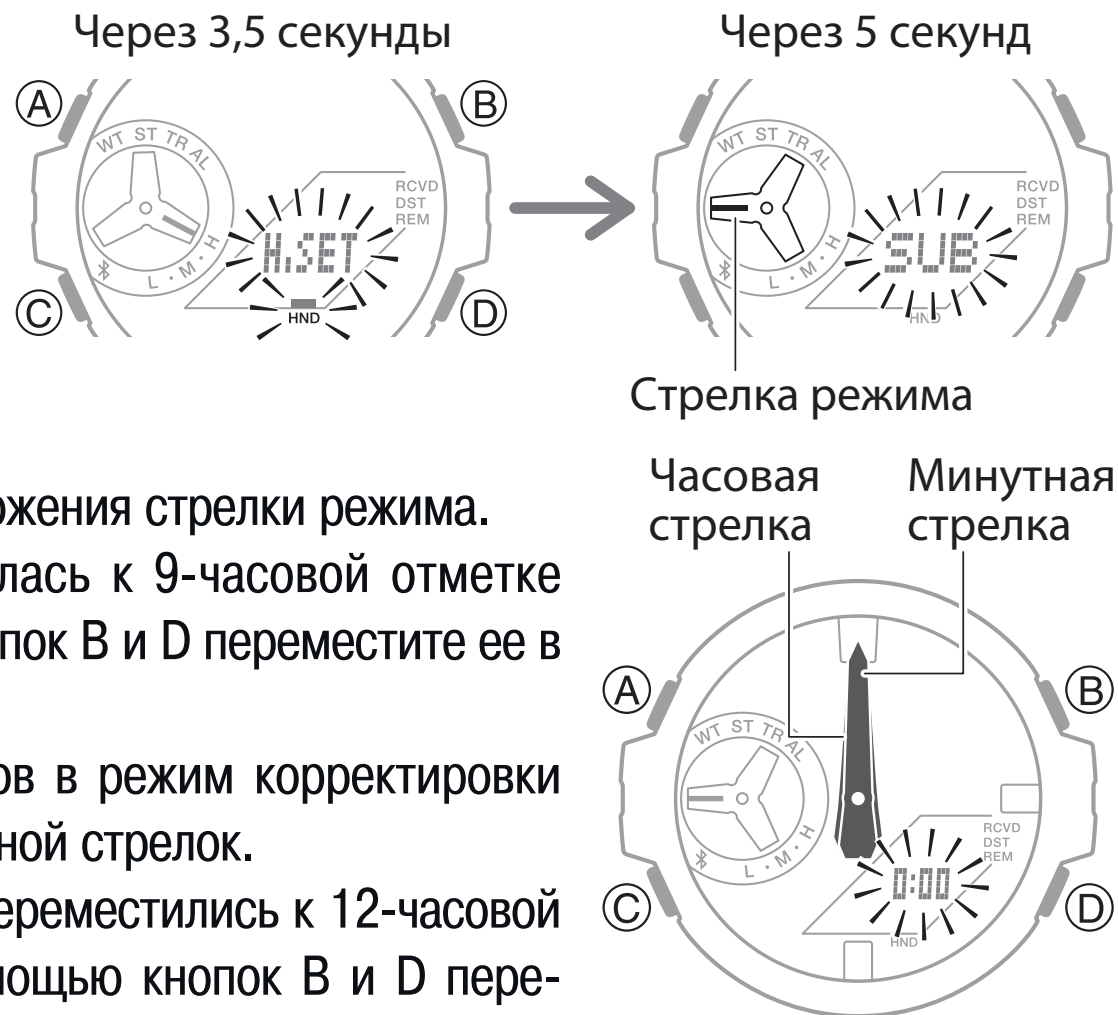 Через 3,5 секунды
Через 5 секунд
A
B
WT ST TR AL
RCVD
DST
REM
H.SET
L · M · H
HND
C
D
WT ST TR AL
RCVD
DST
REM
SUB
L · M · H
HND
Стрелка режима
Часовая
стрелка
Минутная
стрелка
ожения стрелки режима.
лась к 9-часовой отметке
пок B и D переместите ее в
ов в режим корректировки
ной стрелок.
ереместились к 12-часовой
мощью кнопок B и D пере-
A
B
WT ST TR AL
RCVD
DST
REM
0:00
L · M · H
HND
C
D